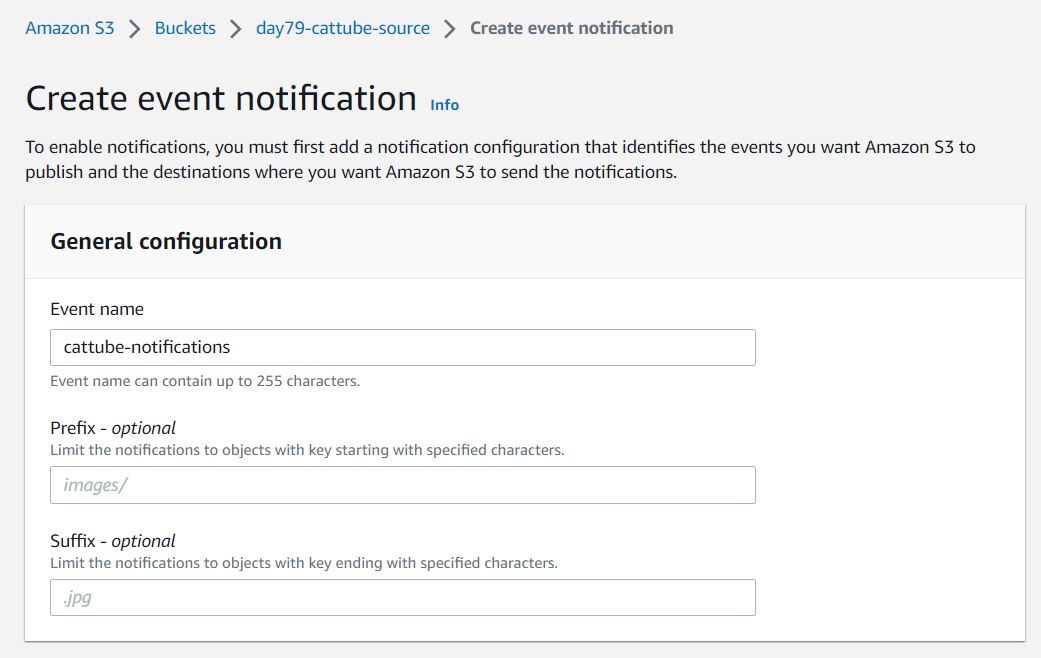 Amazon S3 > Buckets > day79-cattube-source > Create event notification
Create event notification Info
To enable notifications, you must first add a notification configuration that identifies the events you want Amazon S3 to
publish and the destinations where you want Amazon S3 to send the notifications.
General configuration
Event name
cattube-notifications
Event name can contain up to 255 characters.
Prefix - optional
Limit the notifications to objects with key starting with specified characters.
images/
Suffix - optional
Limit the notifications to objects with key ending with specified characters.
.jpg